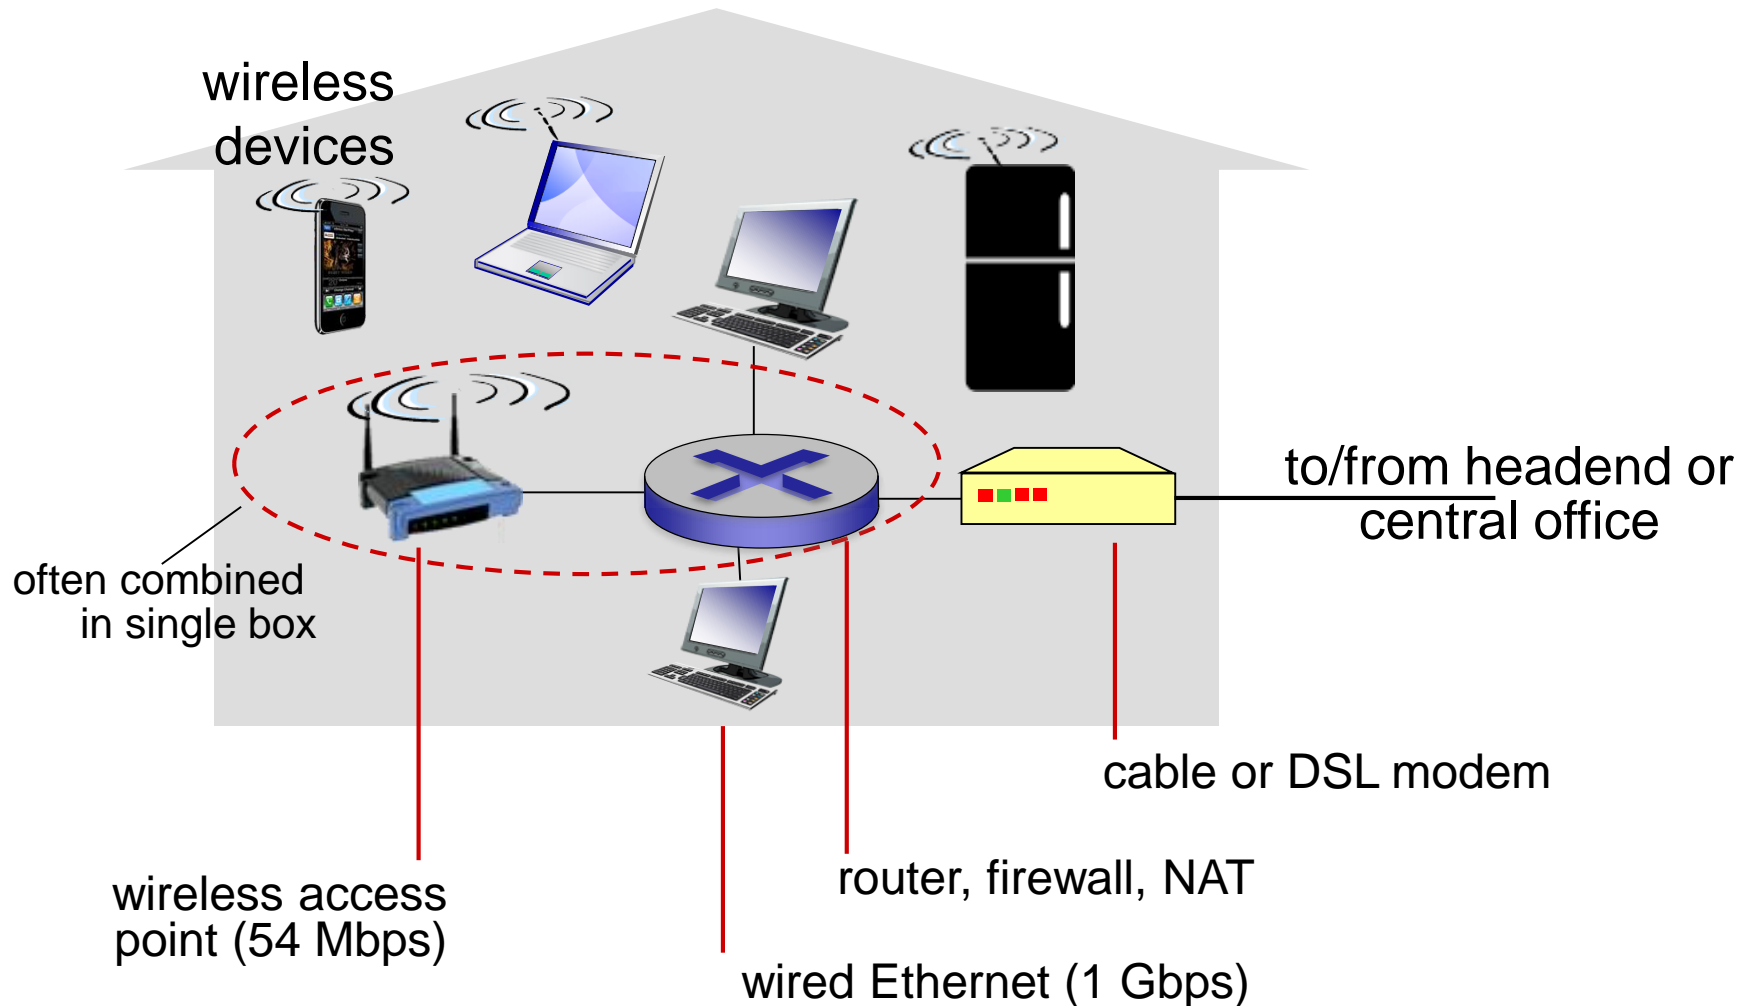 wireless
devices
to/from headend or
central office
often combined
in single box
cable or DSL modem
router, firewall, NAT
wireless access
point (54 Mbps)
wired Ethernet (1 Gbps)